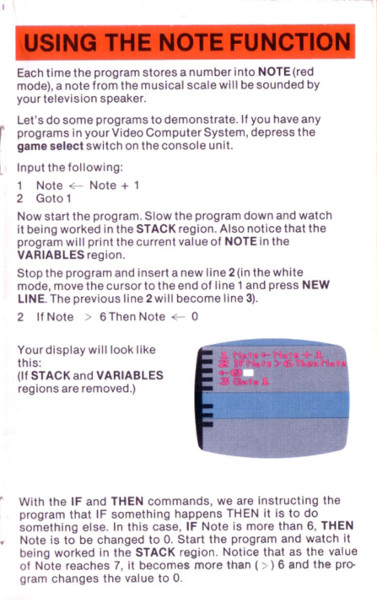 USING THE NOTE FUNCTION
Each time the program stores a number into NOTE (red
mode), a note from the musical scale will be sounded by
your television speaker.
Let's do some programs to demonstrate. If you have any
programs in your Video Computer System, depress the
game select switch on the console unit.
Input the following:
1 Note ← Note + 1
2 Goto 1
Now start the program. Slow the program down and watch
it being worked in the STACK region. Also notice that the
program will print the current value of NOTE in the
VARIABLES region.
Stop the program and insert a new line 2 (in the white
mode, move the cursor to the end of line 1 and press NEW
LINE. The previous line 2 will become line 3).
2 If Note > 6 Then Note ← 0
Your display will look like
this:
(If STACK and VARIABLES
regions are removed.)
1 Note ← Note + 1
2 If Note > 6 Then Note
← 0
3 Goto 1
With the IF and THEN commands, we are instructing the
program that IF something happens THEN it is to do
something else. In this case, IF Note is more than 6, THEN
Note is to be changed to 0. Start the program and watch it
being worked in the STACK region. Notice that as the value
of Note reaches 7, it becomes more than (>) 6 and the pro-
gram changes the value to 0.